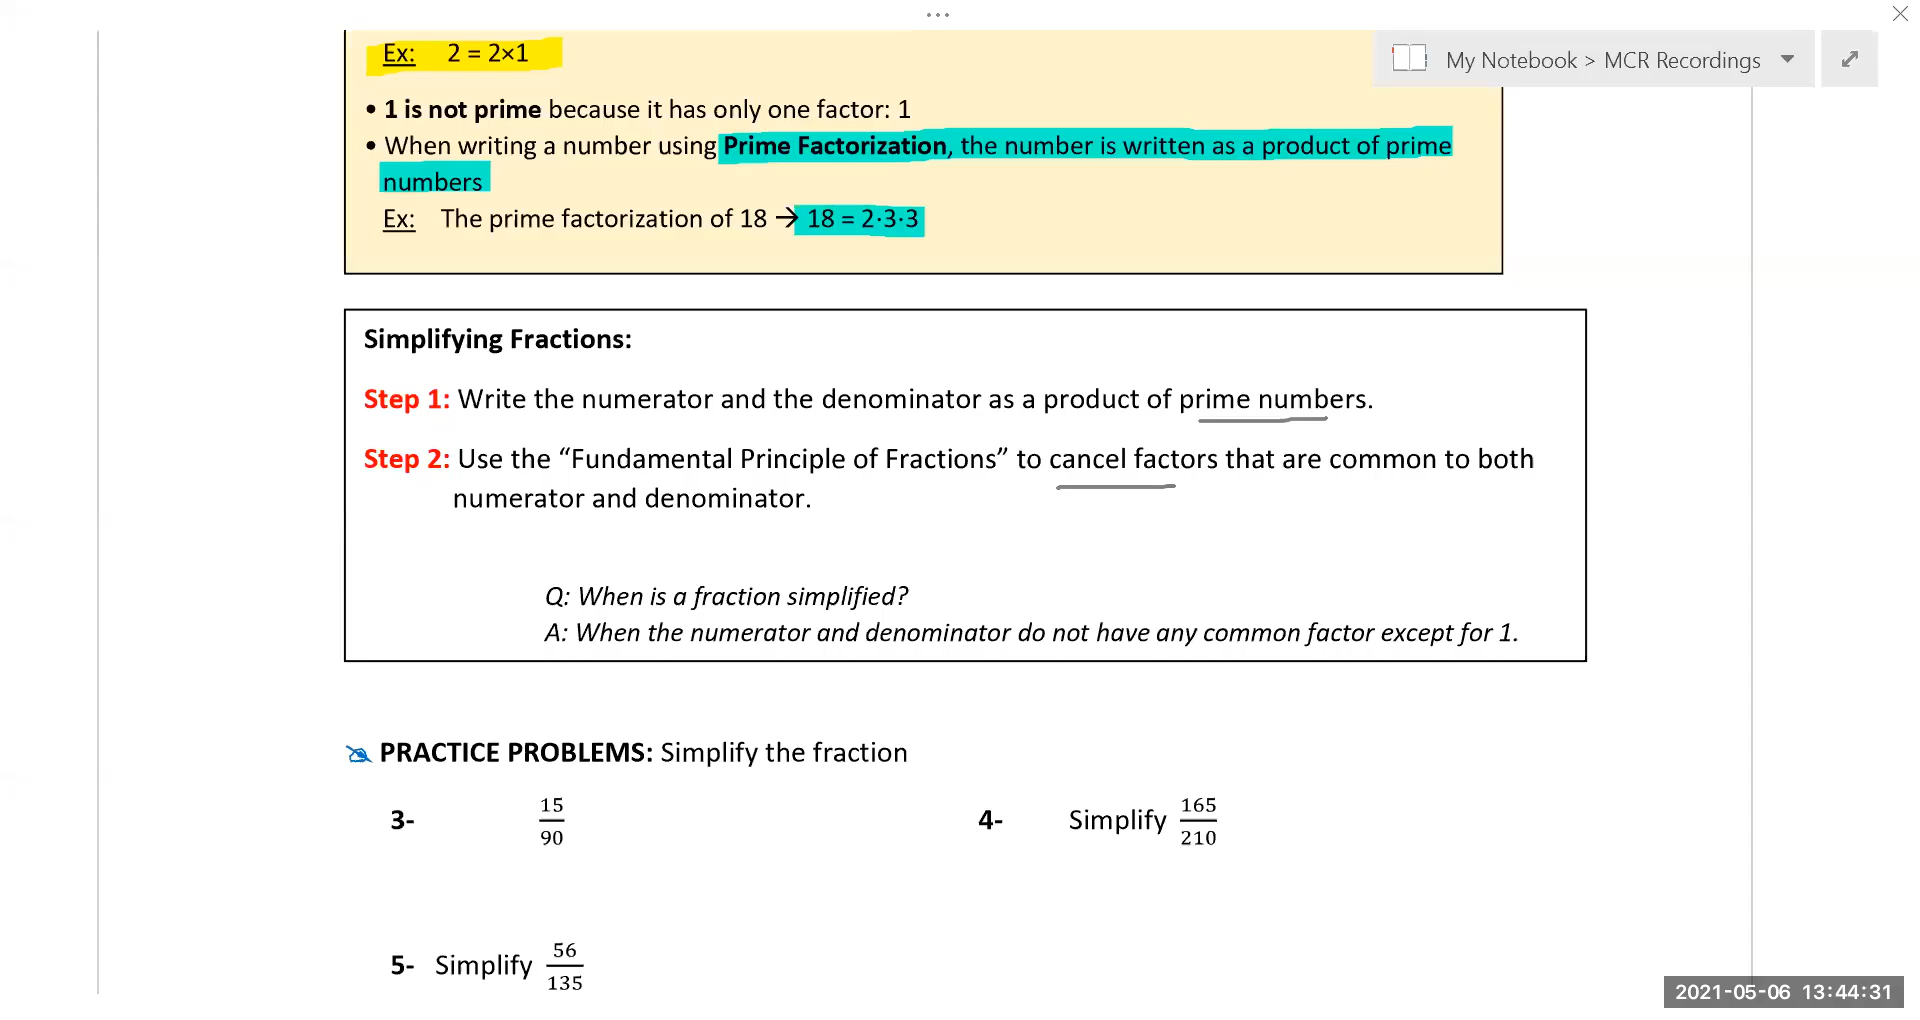 ...
My Notebook > MCR Recordings
Ex: 2 = 2×1
• 1 is not prime because it has only one factor: 1
• When writing a number using Prime Factorization, the number is written as a product of prime
numbers
Ex: The prime factorization of 18 → 18 = 2·3·3
Simplifying Fractions:
Step 1: Write the numerator and the denominator as a product of prime numbers.
Step 2: Use the “Fundamental Principle of Fractions” to cancel factors that are common to both
numerator and denominator.
Q: When is a fraction simplified?
A: When the numerator and denominator do not have any common factor except for 1.
PRACTICE PROBLEMS: Simplify the fraction
3- 15/90
4- Simplify 165/210
5- Simplify 56/135
2021-05-06 13:44:31